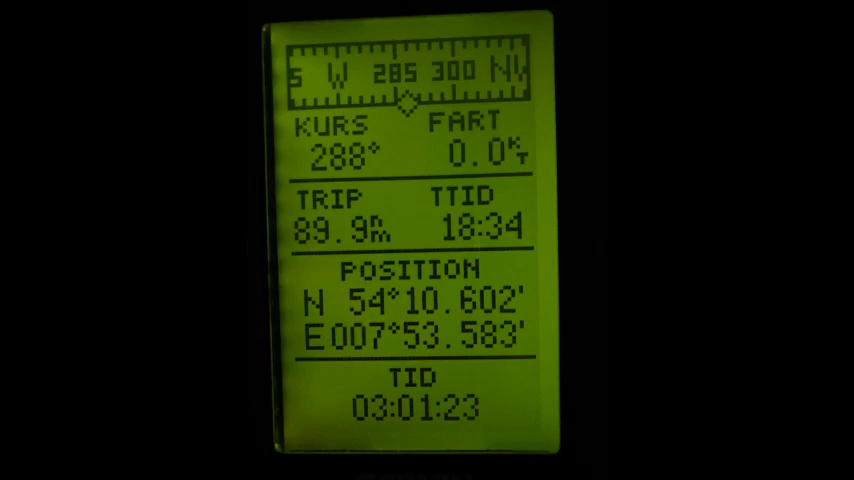 S W 285 300 NW
KURS FART
288° 0.0KT
TRIP TTID
89.9nm 18:34
POSITION
N 54°10.602'
E007°53.583'
TID
03:01:23